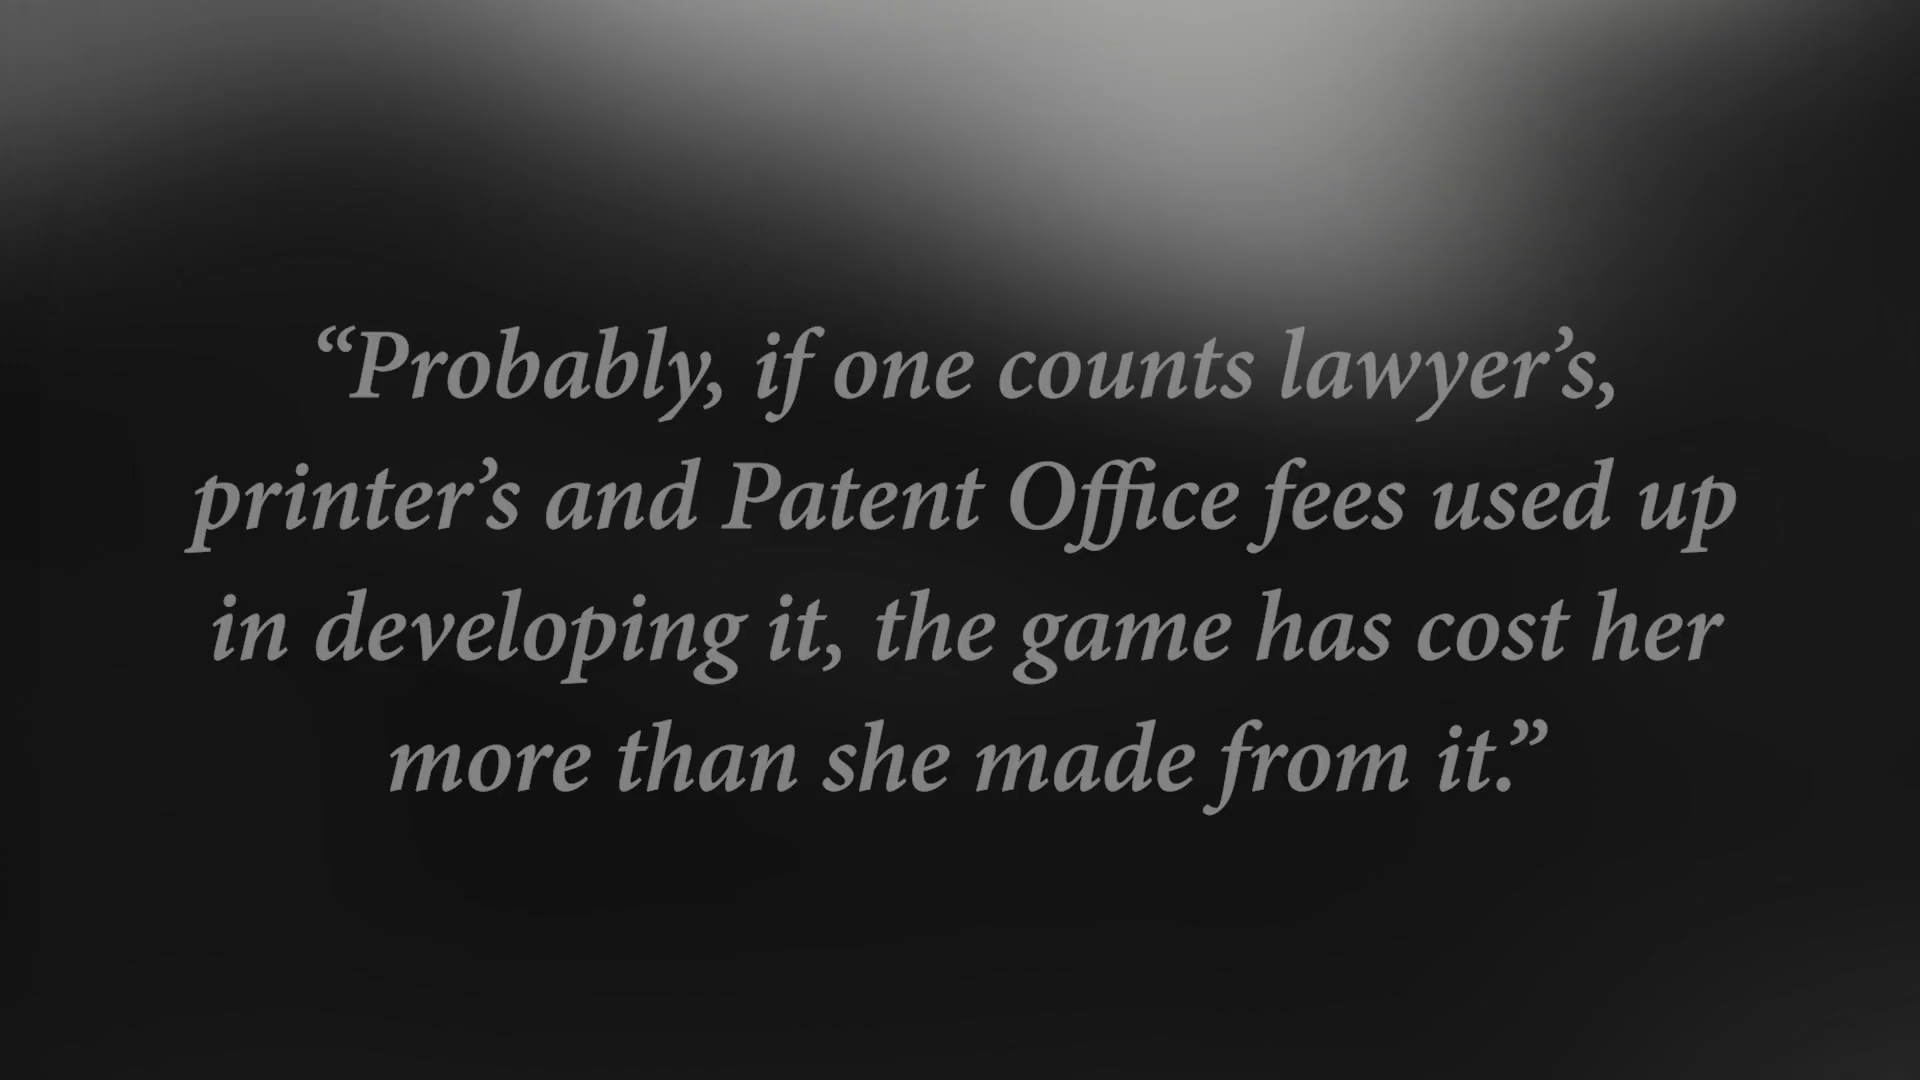 “Probably, if one counts lawyer’s,
printer’s and Patent Office fees used up
in developing it, the game has cost her
more than she made from it.”